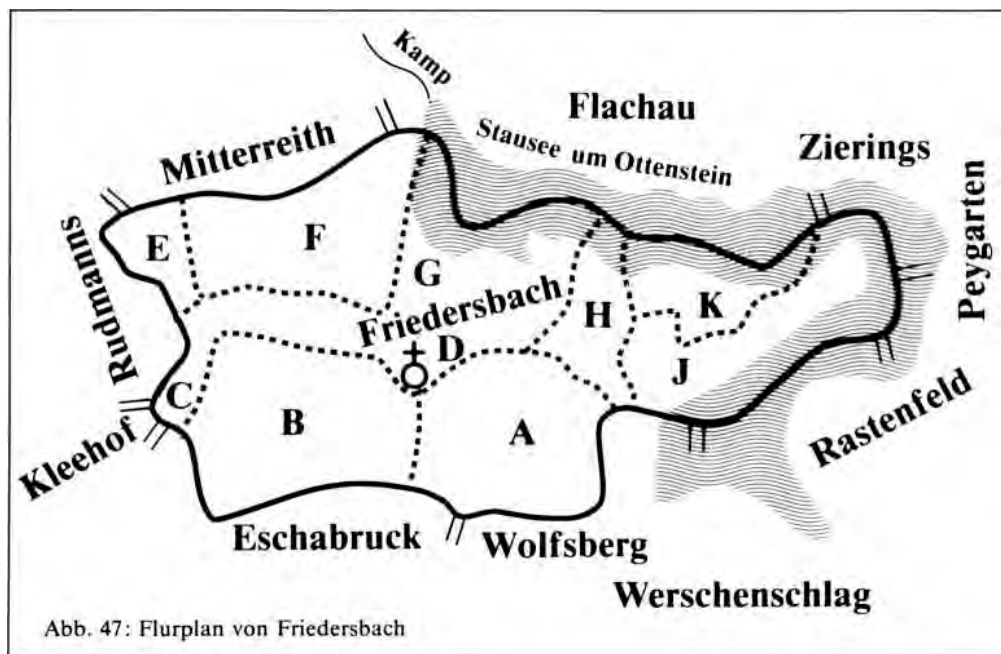 Kamp
Flachau
Stausee um Ottenstein
Zierings
Mitterreith
Peygarten
Rudmanns
E
F
G
Friedersbach
H
K
D
J
C
B
A
Kleehof
Rastenfeld
Eschabruck
Wolfsberg
Werschenschlag
Abb. 47: Flurplan von Friedersbach